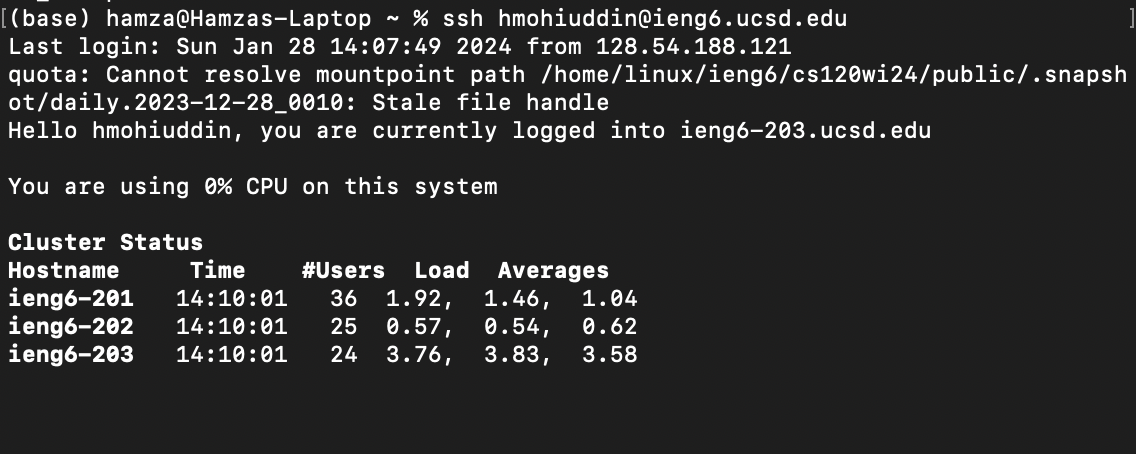 [(base) hamza@Hamzas-Laptop ~ % ssh hmohiuddin@ieng6.ucsd.edu ]
Last login: Sun Jan 28 14:07:49 2024 from 128.54.188.121
quota: Cannot resolve mountpoint path /home/linux/ieng6/cs120wi24/public/.snapsh
ot/daily.2023-12-28_0010: Stale file handle
Hello hmohiuddin, you are currently logged into ieng6-203.ucsd.edu
You are using 0% CPU on this system
Cluster Status
Hostname Time #Users Load Averages
ieng6-201 14:10:01 36 1.92, 1.46, 1.04
ieng6-202 14:10:01 25 0.57, 0.54, 0.62
ieng6-203 14:10:01 24 3.76, 3.83, 3.58